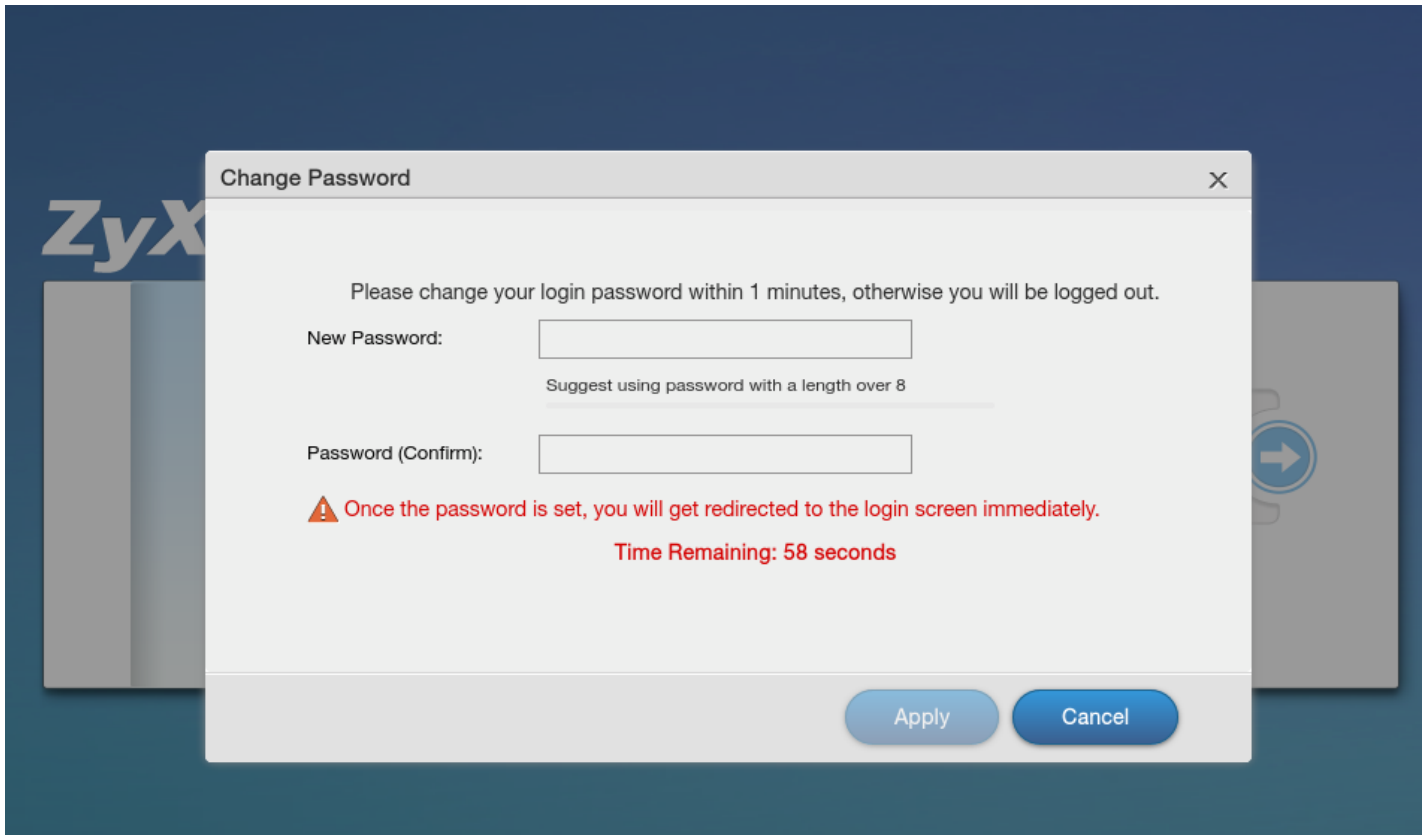 Change Password
ZyX
Please change your login password within 1 minutes, otherwise you will be logged out.
New Password:
Suggest using password with a length over 8
Password (Confirm):
Once the password is set, you will get redirected to the login screen immediately.
Time Remaining: 58 seconds
Apply
Cancel